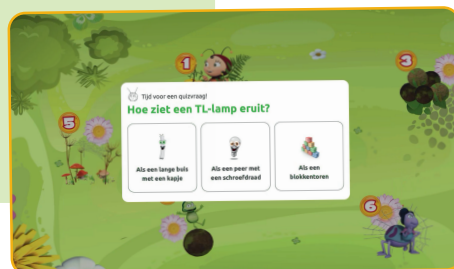 1
3
Tijd voor een quizvraag!
Hoe ziet een TL-lamp eruit?
5
Als een lange buis
met een kapje
Als een peer met
een schroefdraad
Als een
blokkentoren
6